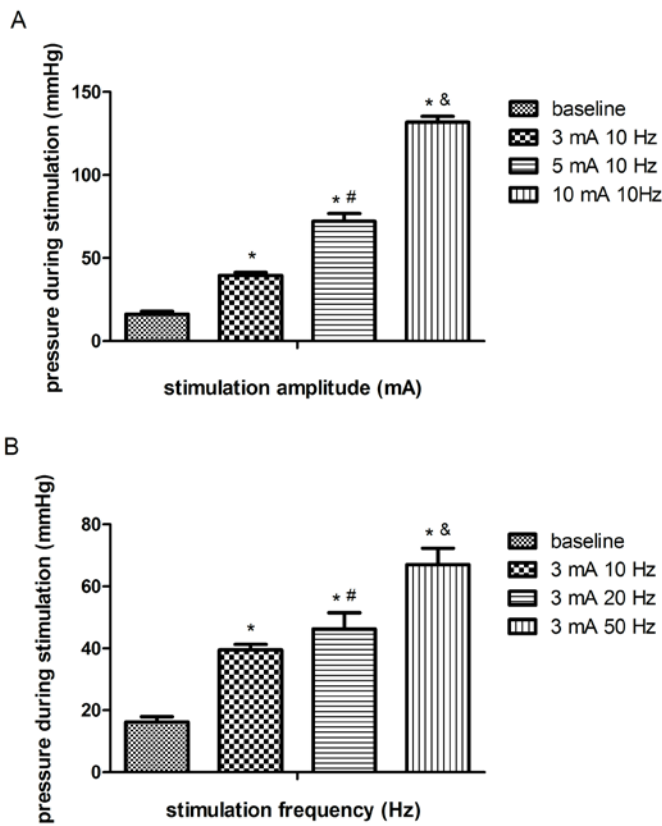 A
pressure during stimulation (mmHg)
150
100
50
0
*
* #
* &
stimulation amplitude (mA)
baseline
3 mA 10 Hz
5 mA 10 Hz
10 mA 10Hz
B
pressure during stimulation (mmHg)
80
60
40
20
0
*
* #
* &
stimulation frequency (Hz)
baseline
3 mA 10 Hz
3 mA 20 Hz
3 mA 50 Hz